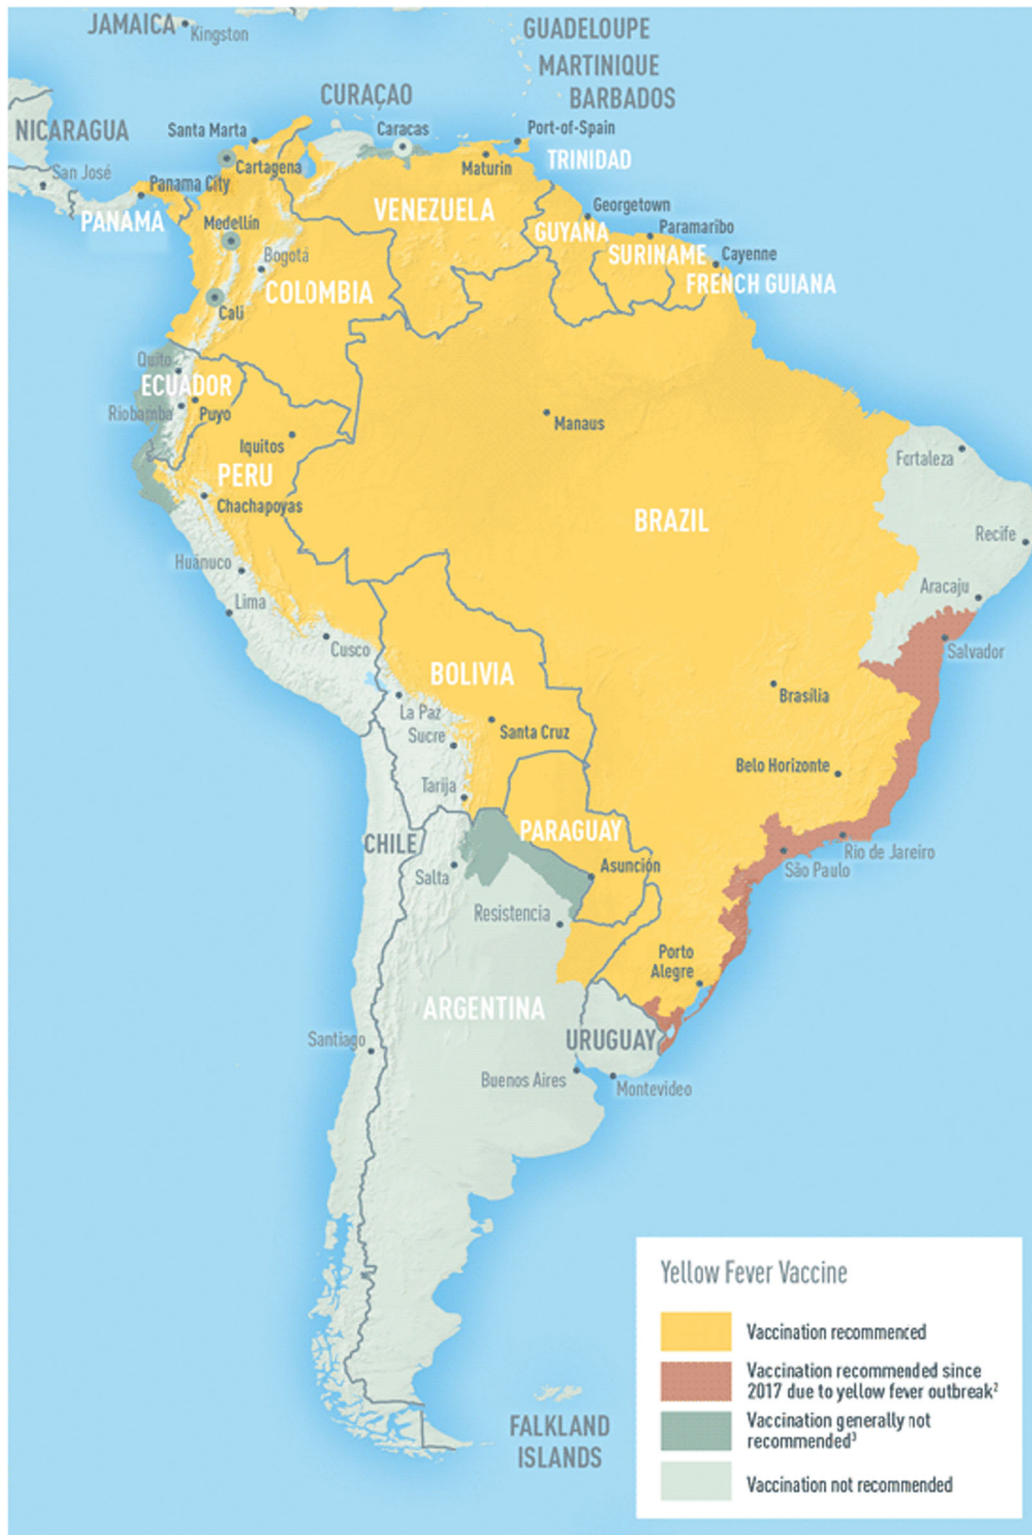 JAMAICA
Kingston
GUADELOUPE
MARTINIQUE
BARBADOS
CURAÇAO
NICARAGUA
Santa Marta
Caracas
Port-of-Spain
San José
Cartagena
Maturin
TRINIDAD
Panama City
PANAMA
Medellín
VENEZUELA
Georgetown
GUYANA
Paramaribo
SURINAME
Cayenne
Bogotá
COLOMBIA
FRENCH GUIANA
Cali
Quito
ECUADOR
Riobamba
Puyo
Manaus
Iquitos
PERU
Fortaleza
Chachapoyas
BRAZIL
Recife
Huánuco
Aracaju
Lima
Cusco
Salvador
BOLIVIA
Brasília
La Paz
Sucre
Santa Cruz
Belo Horizonte
Tarija
PARAGUAY
CHILE
Rio de Jareiro
Asunción
São Paulo
Salta
Resistencia
Porto
Alegre
ARGENTINA
Santiago
URUGUAY
Buenos Aires
Montevideo
Yellow Fever Vaccine
Vaccination recommenced
Vaccination recommended since
2017 due to yellow fever outbreak²
Vaccination generally not
recommended³
Vaccination not recommended
FALKLAND
ISLANDS